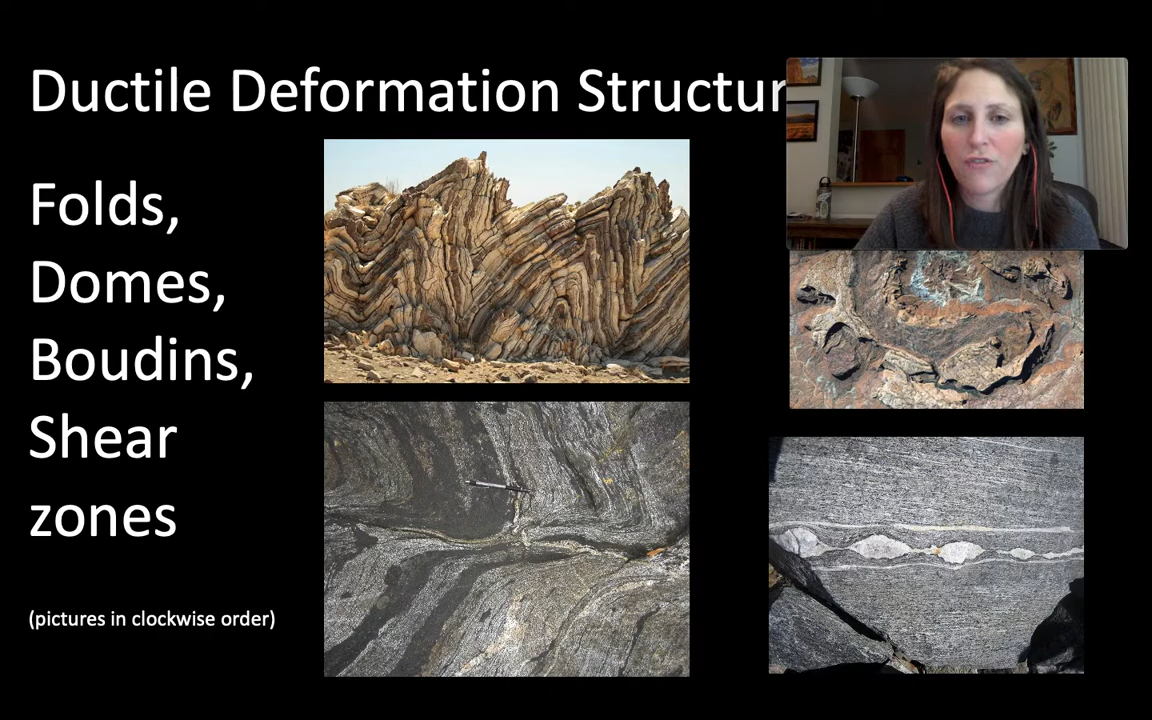 Ductile Deformation Structur
Folds,
Domes,
Boudins,
Shear
zones
(pictures in clockwise order)